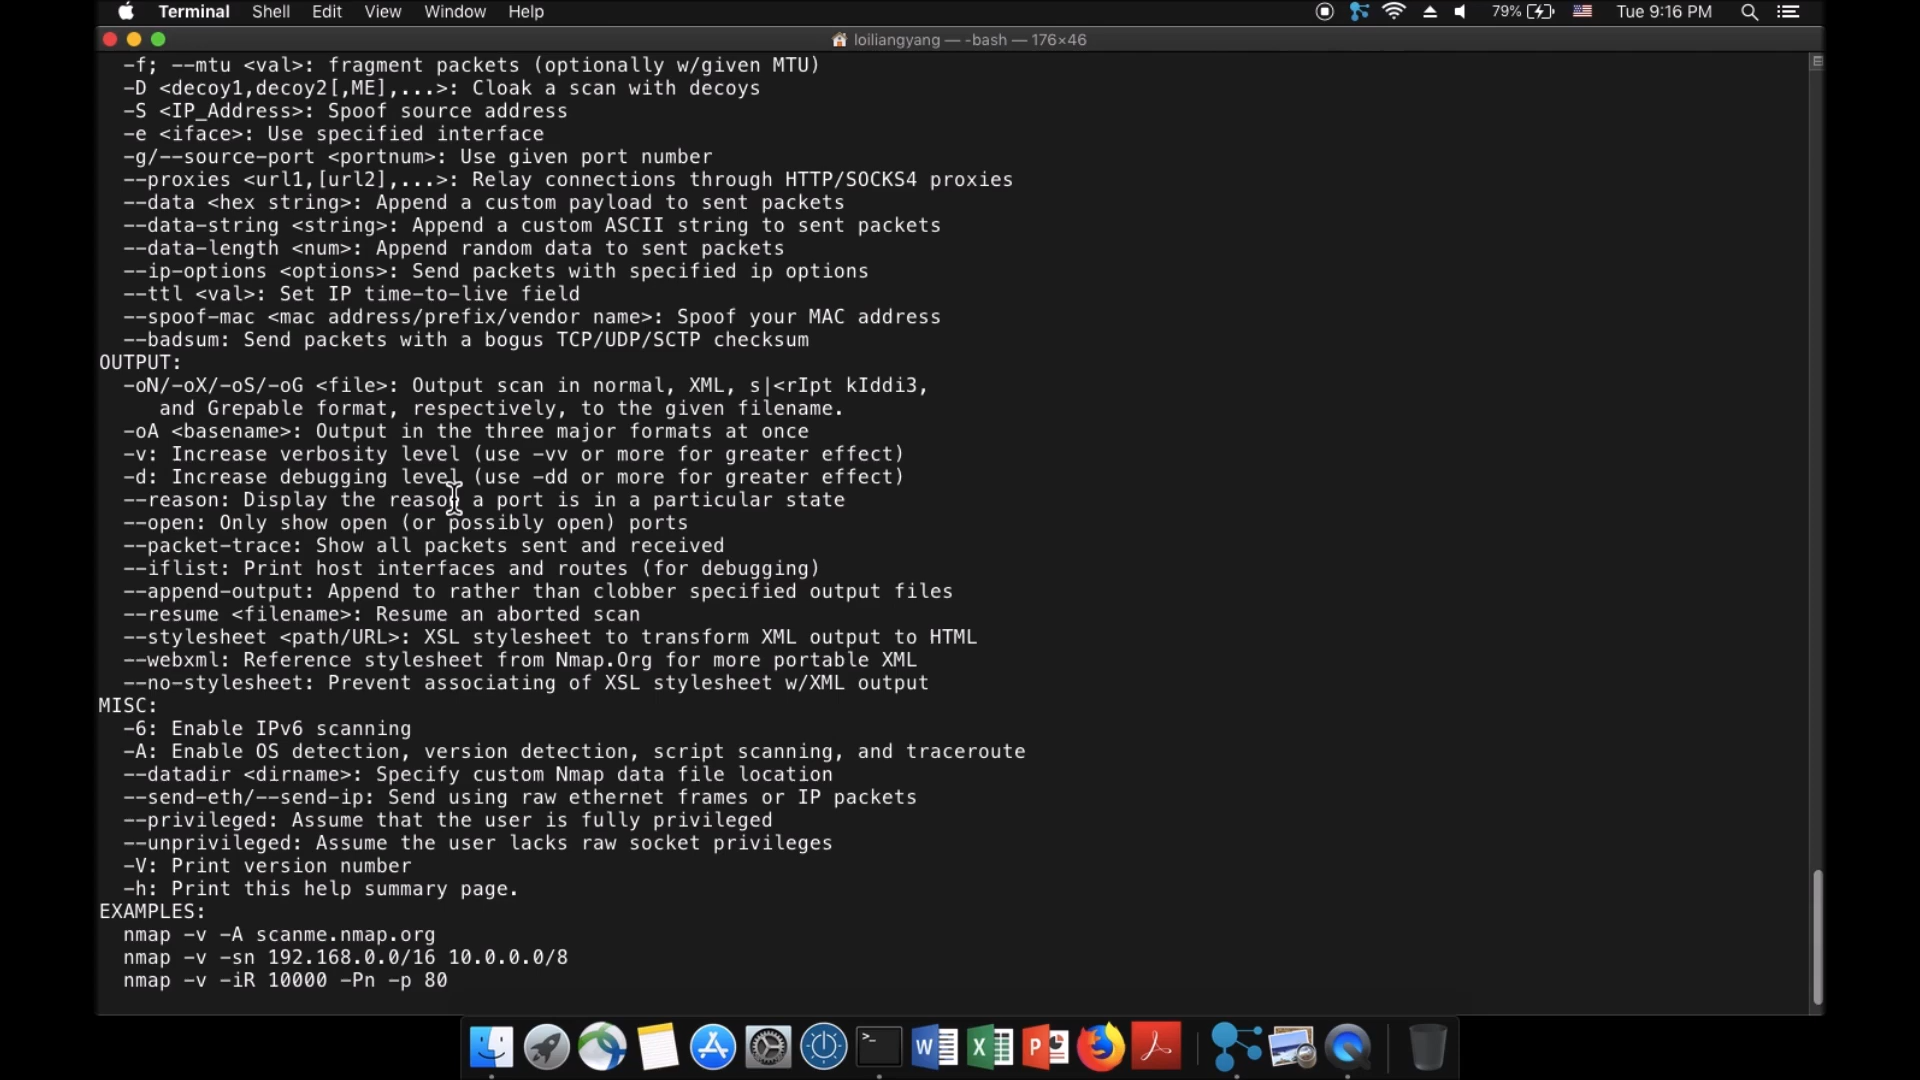 Terminal Shell Edit View Window Help 79% Tue 9:16 PM
loiliangyang — -bash — 176×46
-f; --mtu <val>: fragment packets (optionally w/given MTU)
-D <decoy1,decoy2[,ME],...>: Cloak a scan with decoys
-S <IP_Address>: Spoof source address
-e <iface>: Use specified interface
-g/--source-port <portnum>: Use given port number
--proxies <url1,[url2],...>: Relay connections through HTTP/SOCKS4 proxies
--data <hex string>: Append a custom payload to sent packets
--data-string <string>: Append a custom ASCII string to sent packets
--data-length <num>: Append random data to sent packets
--ip-options <options>: Send packets with specified ip options
--ttl <val>: Set IP time-to-live field
--spoof-mac <mac address/prefix/vendor name>: Spoof your MAC address
--badsum: Send packets with a bogus TCP/UDP/SCTP checksum
OUTPUT:
-oN/-oX/-oS/-oG <file>: Output scan in normal, XML, s|<rIpt kIddi3,
and Grepable format, respectively, to the given filename.
-oA <basename>: Output in the three major formats at once
-v: Increase verbosity level (use -vv or more for greater effect)
-d: Increase debugging level (use -dd or more for greater effect)
--reason: Display the reason a port is in a particular state
--open: Only show open (or possibly open) ports
--packet-trace: Show all packets sent and received
--iflist: Print host interfaces and routes (for debugging)
--append-output: Append to rather than clobber specified output files
--resume <filename>: Resume an aborted scan
--stylesheet <path/URL>: XSL stylesheet to transform XML output to HTML
--webxml: Reference stylesheet from Nmap.Org for more portable XML
--no-stylesheet: Prevent associating of XSL stylesheet w/XML output
MISC:
-6: Enable IPv6 scanning
-A: Enable OS detection, version detection, script scanning, and traceroute
--datadir <dirname>: Specify custom Nmap data file location
--send-eth/--send-ip: Send using raw ethernet frames or IP packets
--privileged: Assume that the user is fully privileged
--unprivileged: Assume the user lacks raw socket privileges
-V: Print version number
-h: Print this help summary page.
EXAMPLES:
nmap -v -A scanme.nmap.org
nmap -v -sn 192.168.0.0/16 10.0.0.0/8
nmap -v -iR 10000 -Pn -p 80